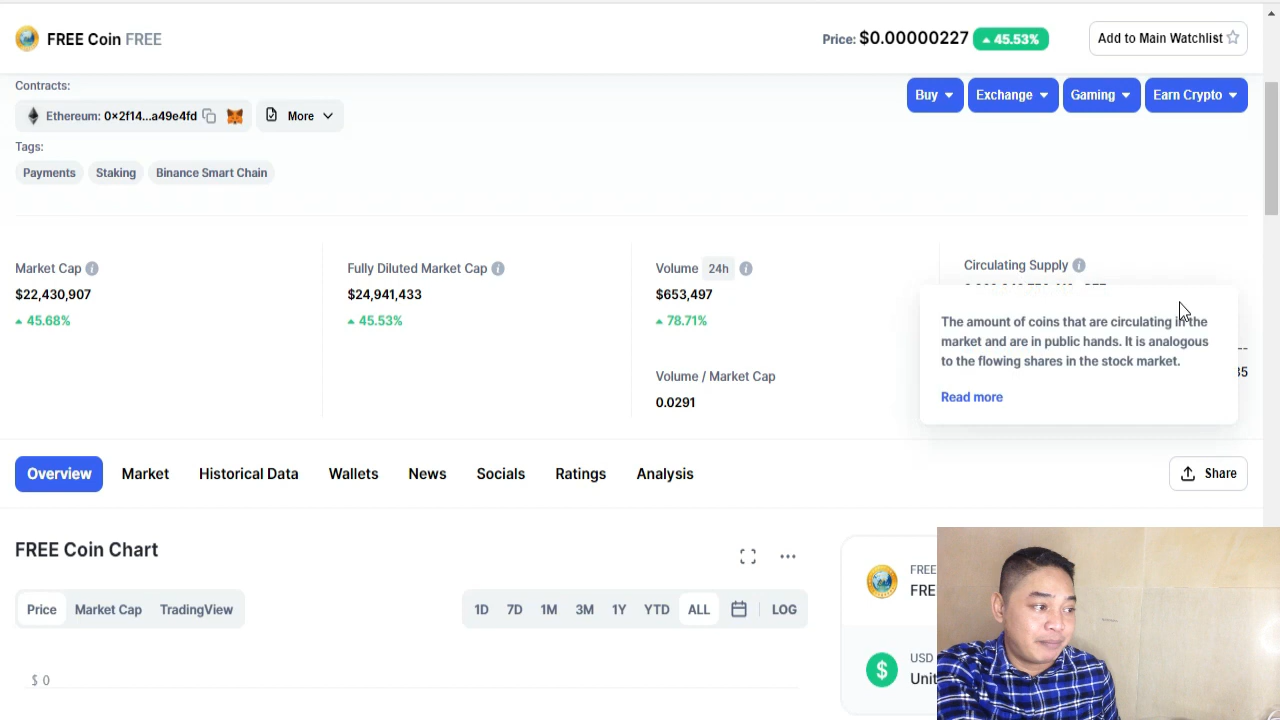 FREE Coin FREE
Price: $0.00000227 45.53%
Add to Main Watchlist
Contracts:
Ethereum: 0×2f14...a49e4fd
More
Buy
Exchange
Gaming
Earn Crypto
Tags:
Payments
Staking
Binance Smart Chain
Market Cap
$22,430,907
45.68%
Fully Diluted Market Cap
$24,941,433
45.53%
Volume 24h
$653,497
78.71%
Volume / Market Cap
0.0291
Circulating Supply
The amount of coins that are circulating in the
market and are in public hands. It is analogous
to the flowing shares in the stock market.
Read more
--
Overview
Market
Historical Data
Wallets
News
Socials
Ratings
Analysis
Share
FREE Coin Chart
Price
Market Cap
TradingView
1D
7D
1M
3M
1Y
YTD
ALL
LOG
$ 0
FREE
FRE
USD
Unit